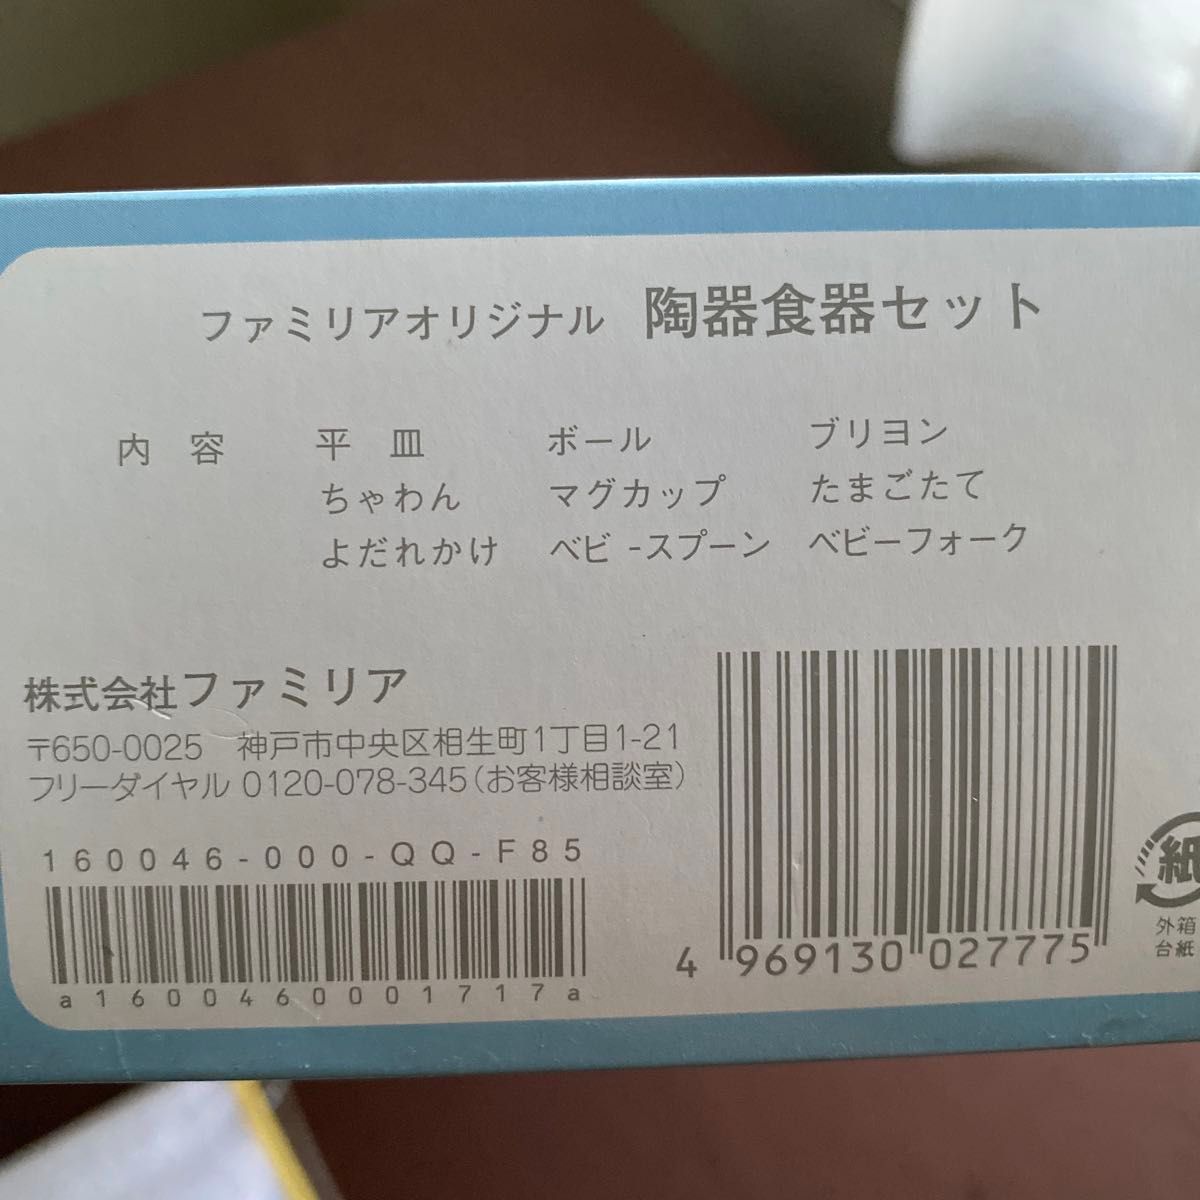 ファミリアオリジナル 陶器食器セット
内容 平皿 ボール ブリヨン
ちゃわん マグカップ たまごたて
よだれかけ ベビ-スプーン ベビーフォーク
株式会社ファミリア
〒650-0025 神戸市中央区相生町1丁目1-21
フリーダイヤル 0120-078-345(お客様相談室)
160046-000-QQ-F85
a1600460001717a
4 969130 027775
紙
外箱
台紙